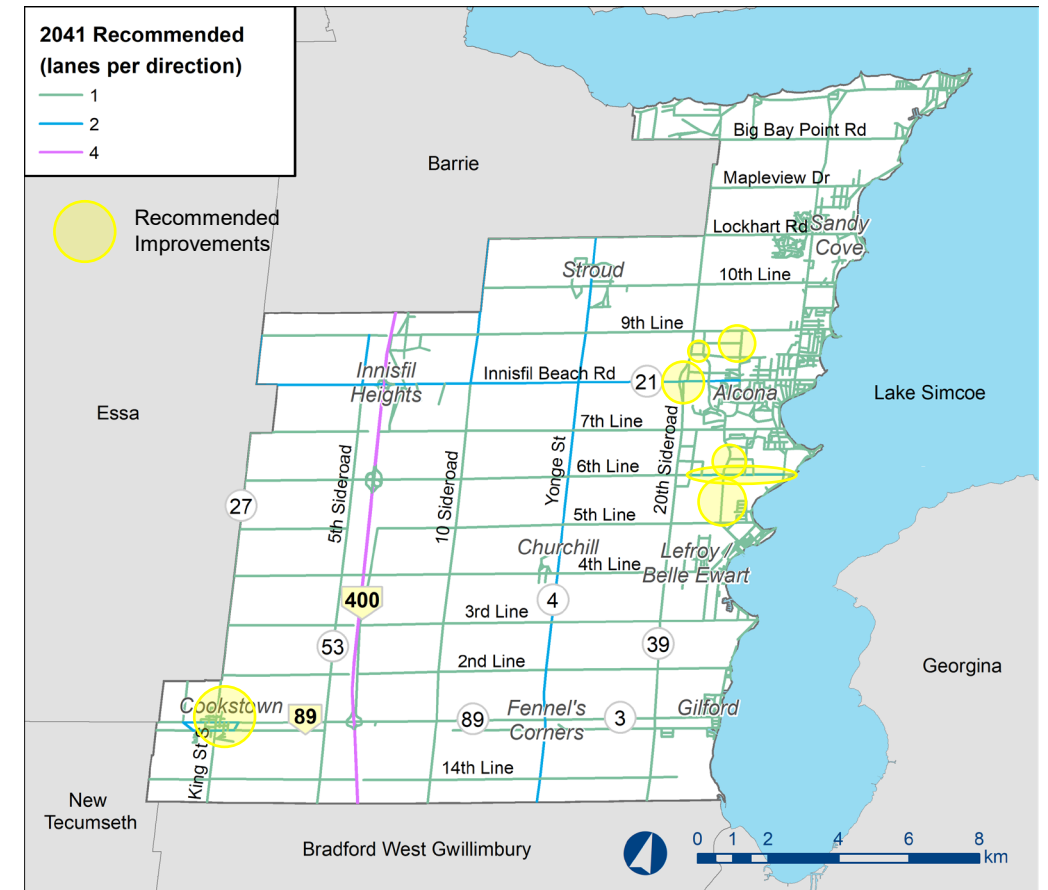 2041 Recommended
(lanes per direction)
1
2
4
Recommended
Improvements
Barrie
Big Bay Point Rd
Mapleview Dr
Lockhart Rd
Sandy
Cove
Stroud
10th Line
9th Line
Innisfil
Heights
Innisfil Beach Rd
21
Alcona
Lake Simcoe
Essa
7th Line
6th Line
5th Line
27
5th Sideroad
10 Sideroad
Yonge St
20th Sideroad
Churchill
4th Line
Lefroy /
Belle Ewart
400
4
3rd Line
53
39
2nd Line
Georgina
Cookstown
89
89
Fennel's
Corners
3
Gilford
King St S
14th Line
New
Tecumseth
Bradford West Gwillimbury
0 1 2 4 6 8
km